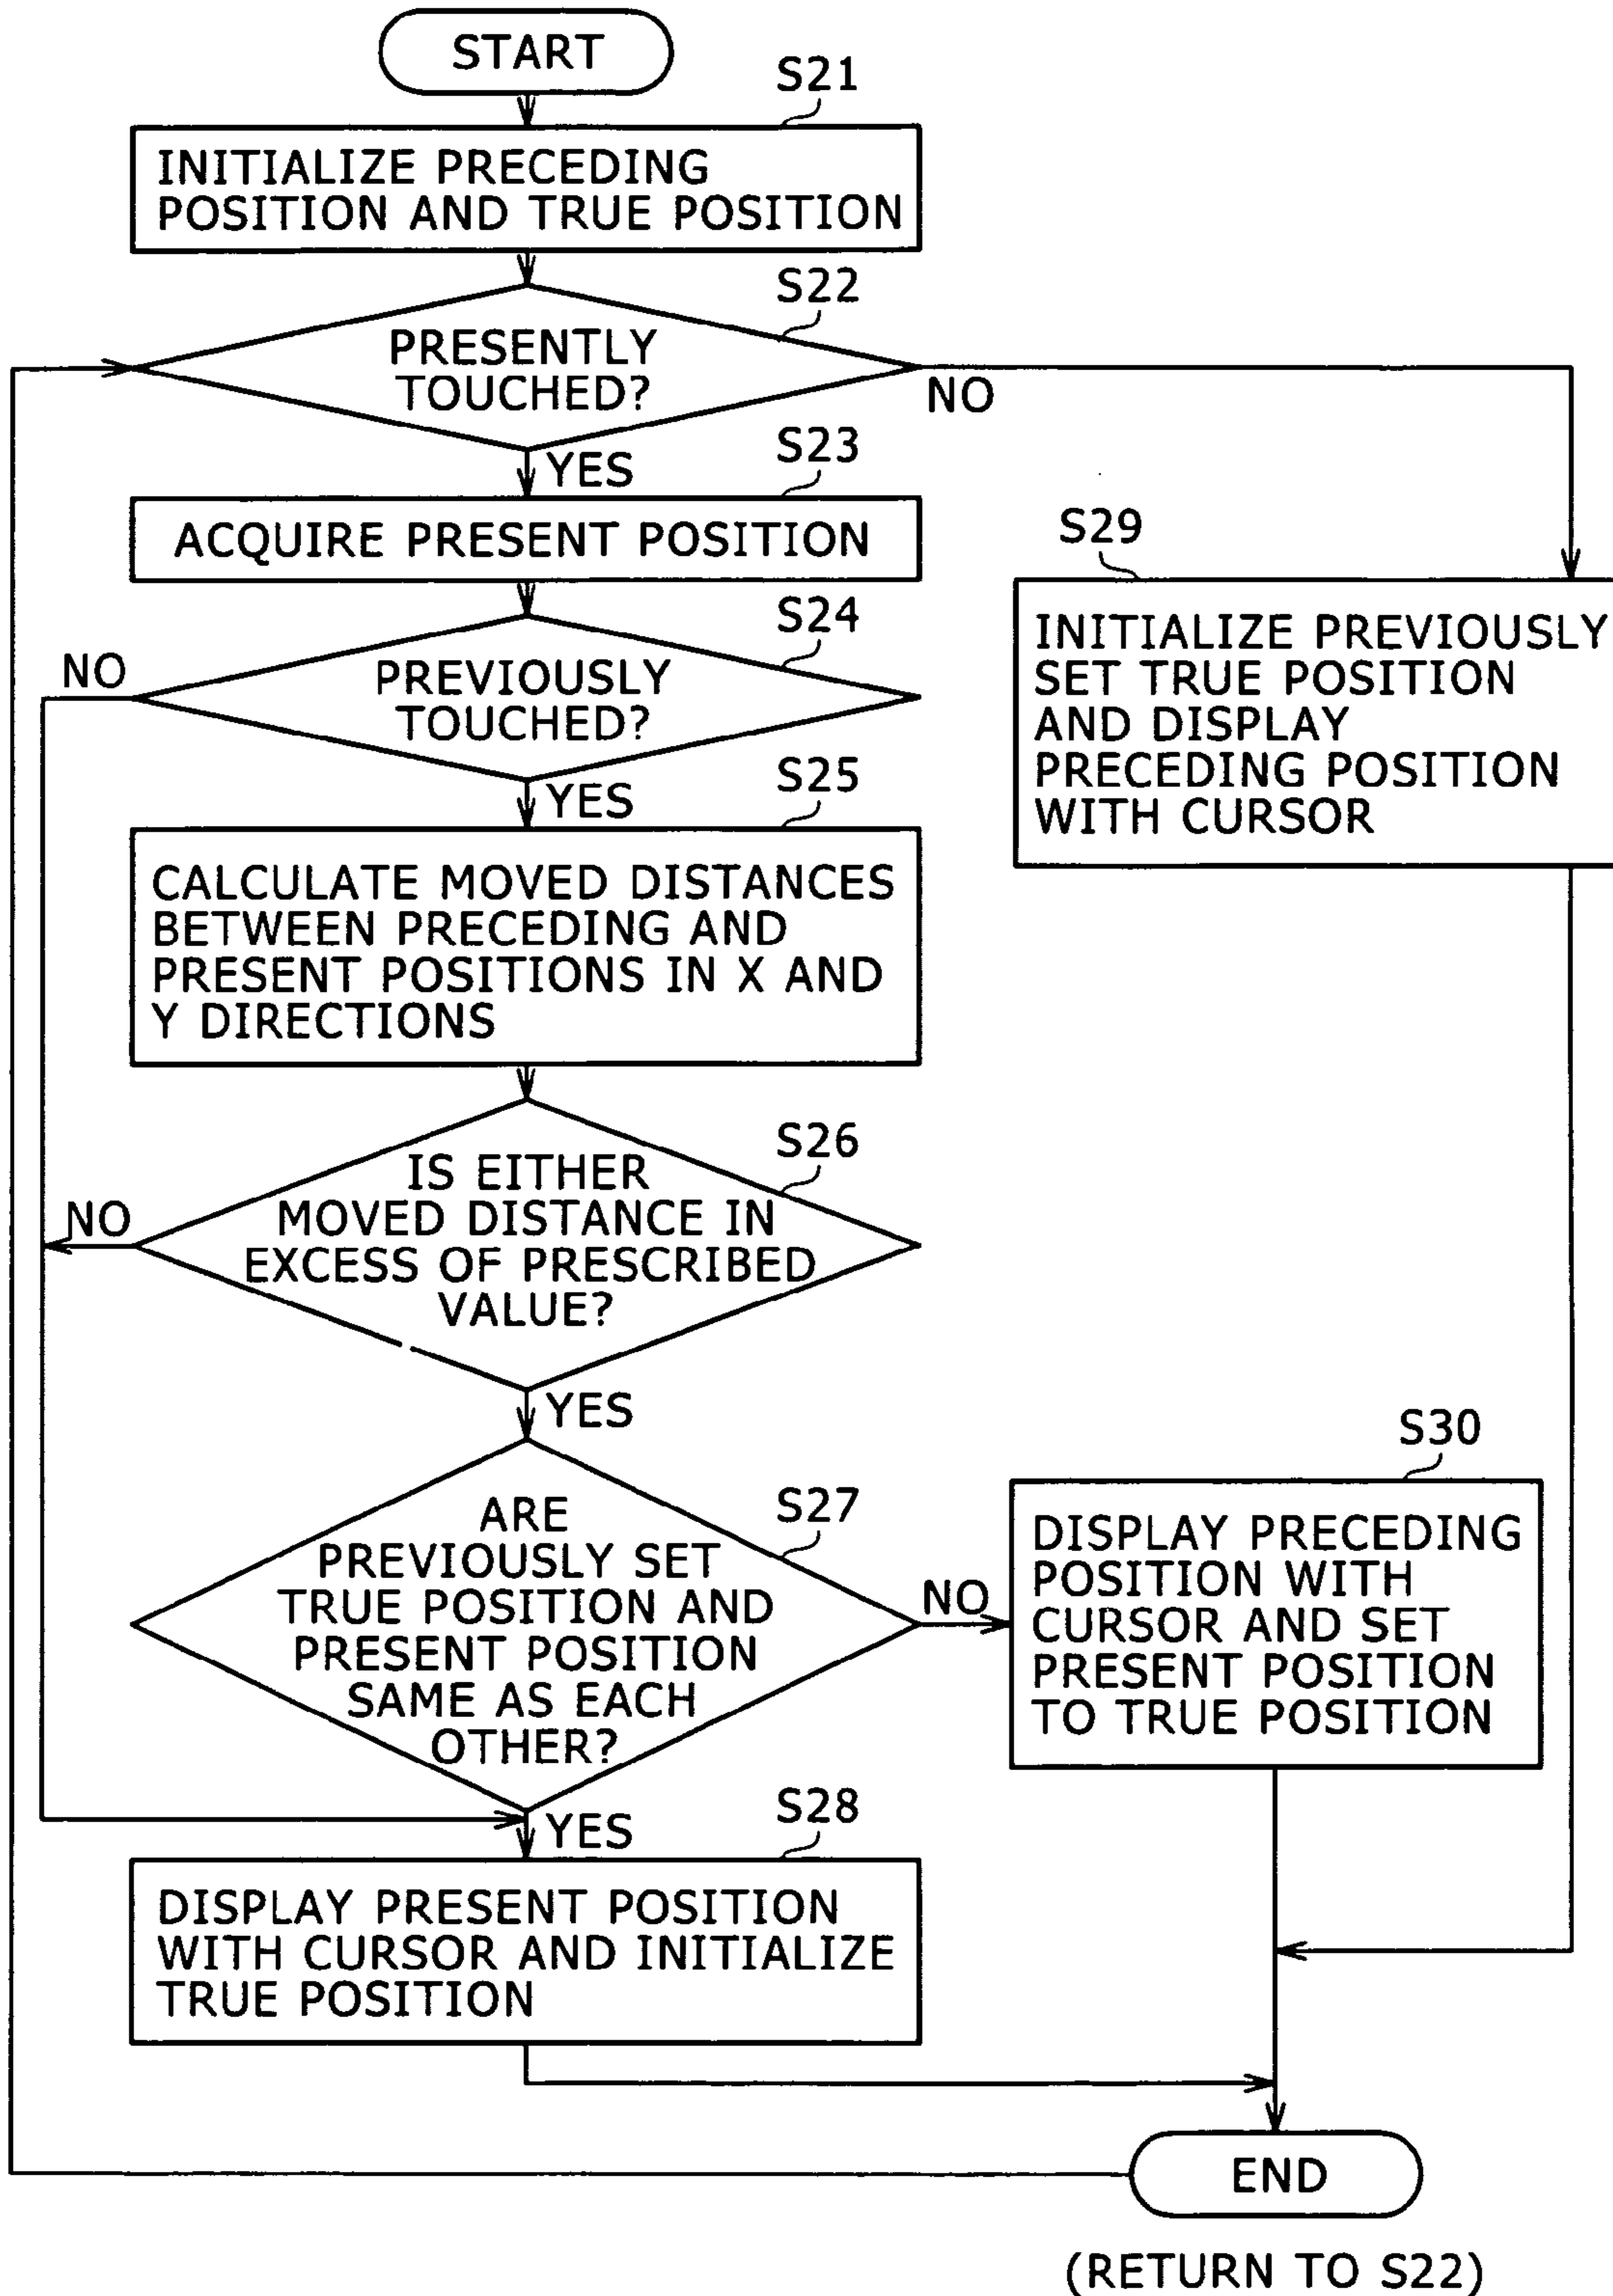 START
S21
INITIALIZE PRECEDING
POSITION AND TRUE POSITION
S22
PRESENTLY
TOUCHED?
NO
YES
S23
ACQUIRE PRESENT POSITION
S24
NO
PREVIOUSLY
TOUCHED?
YES
S25
CALCULATE MOVED DISTANCES
BETWEEN PRECEDING AND
PRESENT POSITIONS IN X AND
Y DIRECTIONS
S26
IS EITHER
MOVED DISTANCE IN
EXCESS OF PRESCRIBED
VALUE?
NO
YES
S27
ARE
PREVIOUSLY SET
TRUE POSITION AND
PRESENT POSITION
SAME AS EACH
OTHER?
NO
YES
S28
DISPLAY PRESENT POSITION
WITH CURSOR AND INITIALIZE
TRUE POSITION
S29
INITIALIZE PREVIOUSLY
SET TRUE POSITION
AND DISPLAY
PRECEDING POSITION
WITH CURSOR
S30
DISPLAY PRECEDING
POSITION WITH
CURSOR AND SET
PRESENT POSITION
TO TRUE POSITION
END
(RETURN TO S22)